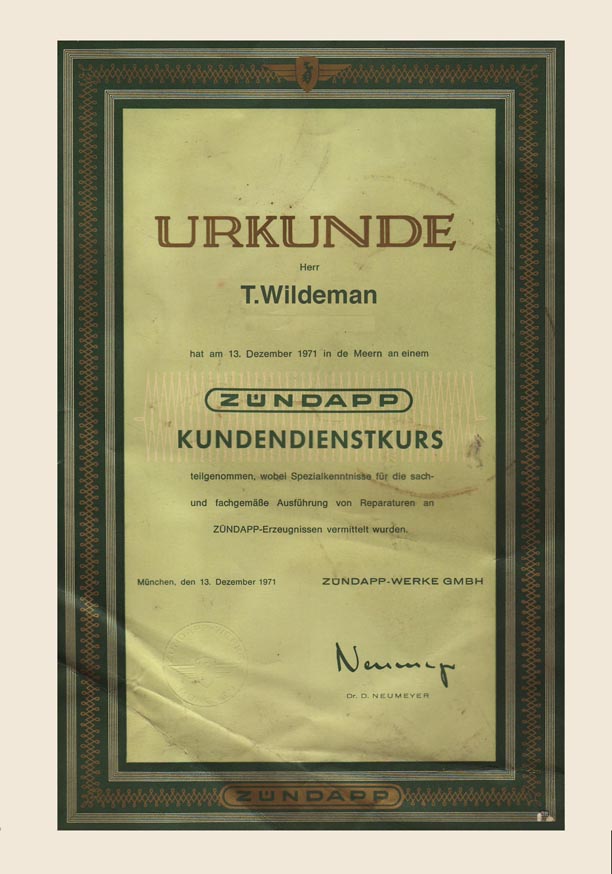 URKUNDE
Herr
T.Wildeman
hat am 13. Dezember 1971 in de Meern an einem
ZÜNDAPP
KUNDENDIENSTKURS
teilgenommen, wobei Spezialkenntnisse für die sach-
und fachgemäße Ausführung von Reparaturen an
ZÜNDAPP-Erzeugnissen vermittelt wurden.
München, den 13. Dezember 1971 ZÜNDAPP-WERKE GMBH
Neumeyer
Dr. D. NEUMEYER
ZÜNDAPP